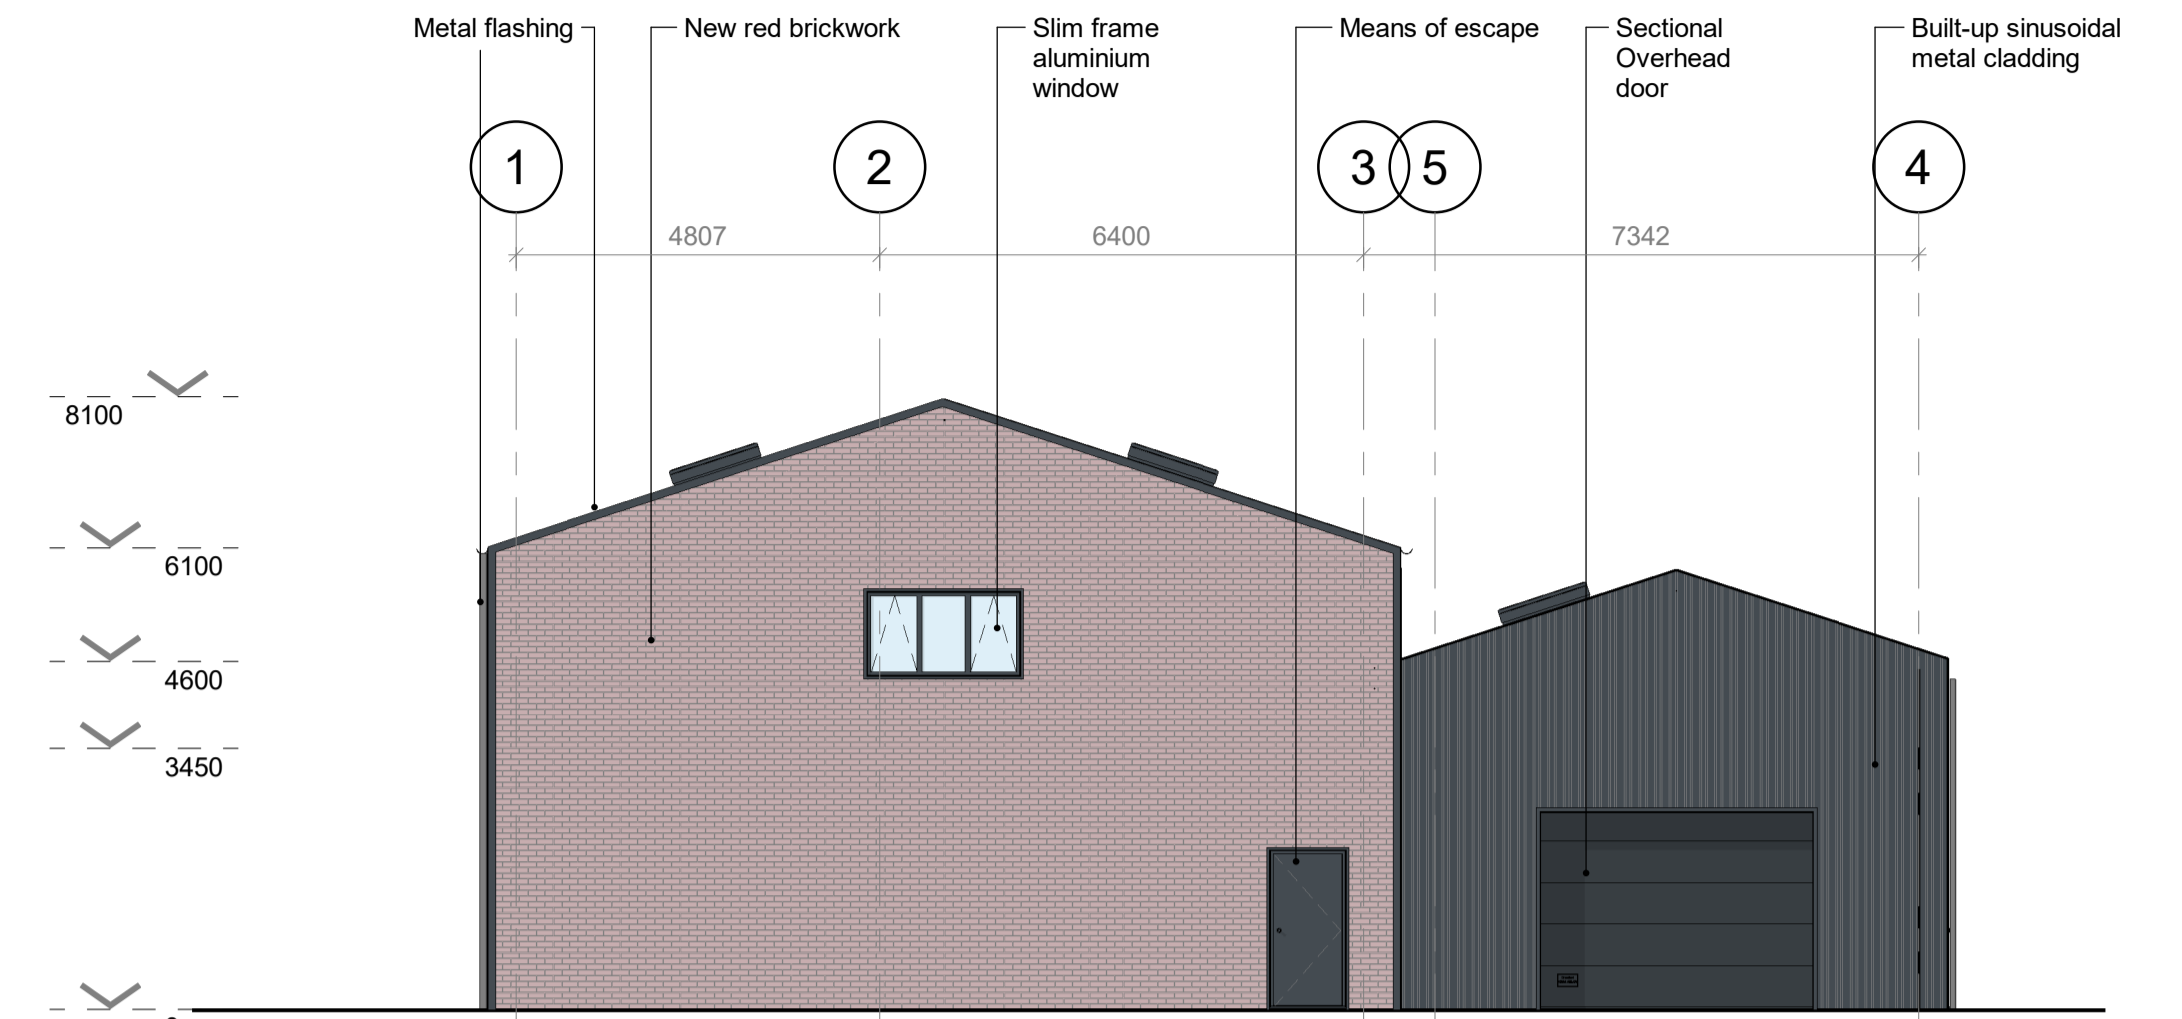 Metal flashing
New red brickwork
Slim frame
aluminium
window
Means of escape
Sectional
Overhead
door
Built-up sinusoidal
metal cladding
1
2
3
5
4
4807
6400
7342
8100
6100
4600
3450